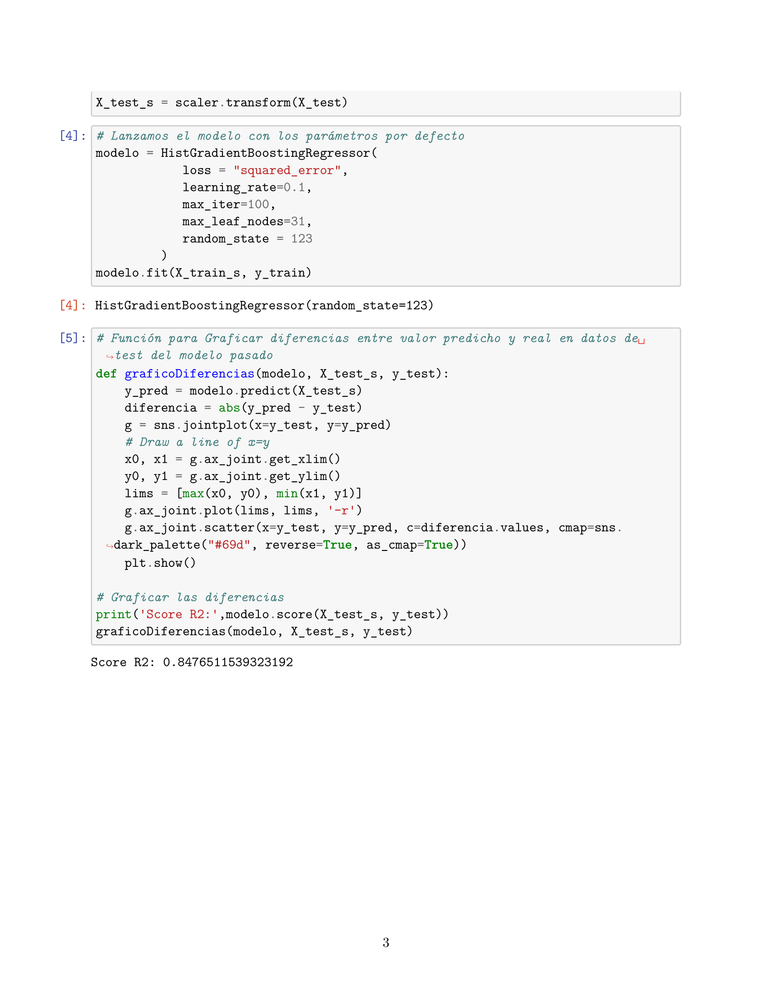 X_test_s = scaler.transform(X_test)
[4]: # Lanzamos el modelo con los parámetros por defecto
modelo = HistGradientBoostingRegressor(
            loss = "squared_error",
            learning_rate=0.1,
            max_iter=100,
            max_leaf_nodes=31,
            random_state = 123
         )
modelo.fit(X_train_s, y_train)
[4]: HistGradientBoostingRegressor(random_state=123)
[5]: # Función para Graficar diferencias entre valor predicho y real en datos de␣
↪test del modelo pasado
def graficoDiferencias(modelo, X_test_s, y_test):
    y_pred = modelo.predict(X_test_s)
    diferencia = abs(y_pred - y_test)
    g = sns.jointplot(x=y_test, y=y_pred)
    # Draw a line of x=y
    x0, x1 = g.ax_joint.get_xlim()
    y0, y1 = g.ax_joint.get_ylim()
    lims = [max(x0, y0), min(x1, y1)]
    g.ax_joint.plot(lims, lims, '-r')
    g.ax_joint.scatter(x=y_test, y=y_pred, c=diferencia.values, cmap=sns.
↪dark_palette("#69d", reverse=True, as_cmap=True))
    plt.show()
# Graficar las diferencias
print('Score R2:',modelo.score(X_test_s, y_test))
graficoDiferencias(modelo, X_test_s, y_test)
Score R2: 0.8476511539323192
3